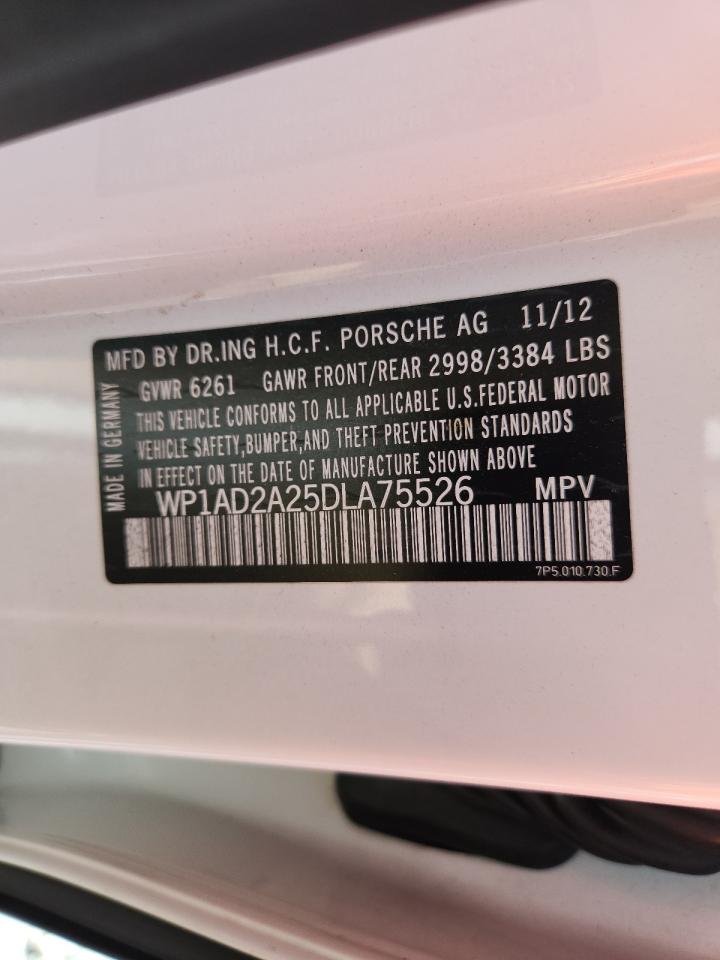 MFD BY DR.ING H.C.F. PORSCHE AG 11/12
GVWR 6261 GAWR FRONT/REAR 2998/3384 LBS
THIS VEHICLE CONFORMS TO ALL APPLICABLE U.S.FEDERAL MOTOR
VEHICLE SAFETY,BUMPER,AND THEFT PREVENTION STANDARDS
IN EFFECT ON THE DATE OF MANUFACTURE SHOWN ABOVE
MADE IN GERMANY
WP1AD2A25DLA75526 MPV
7P5.010.730.F